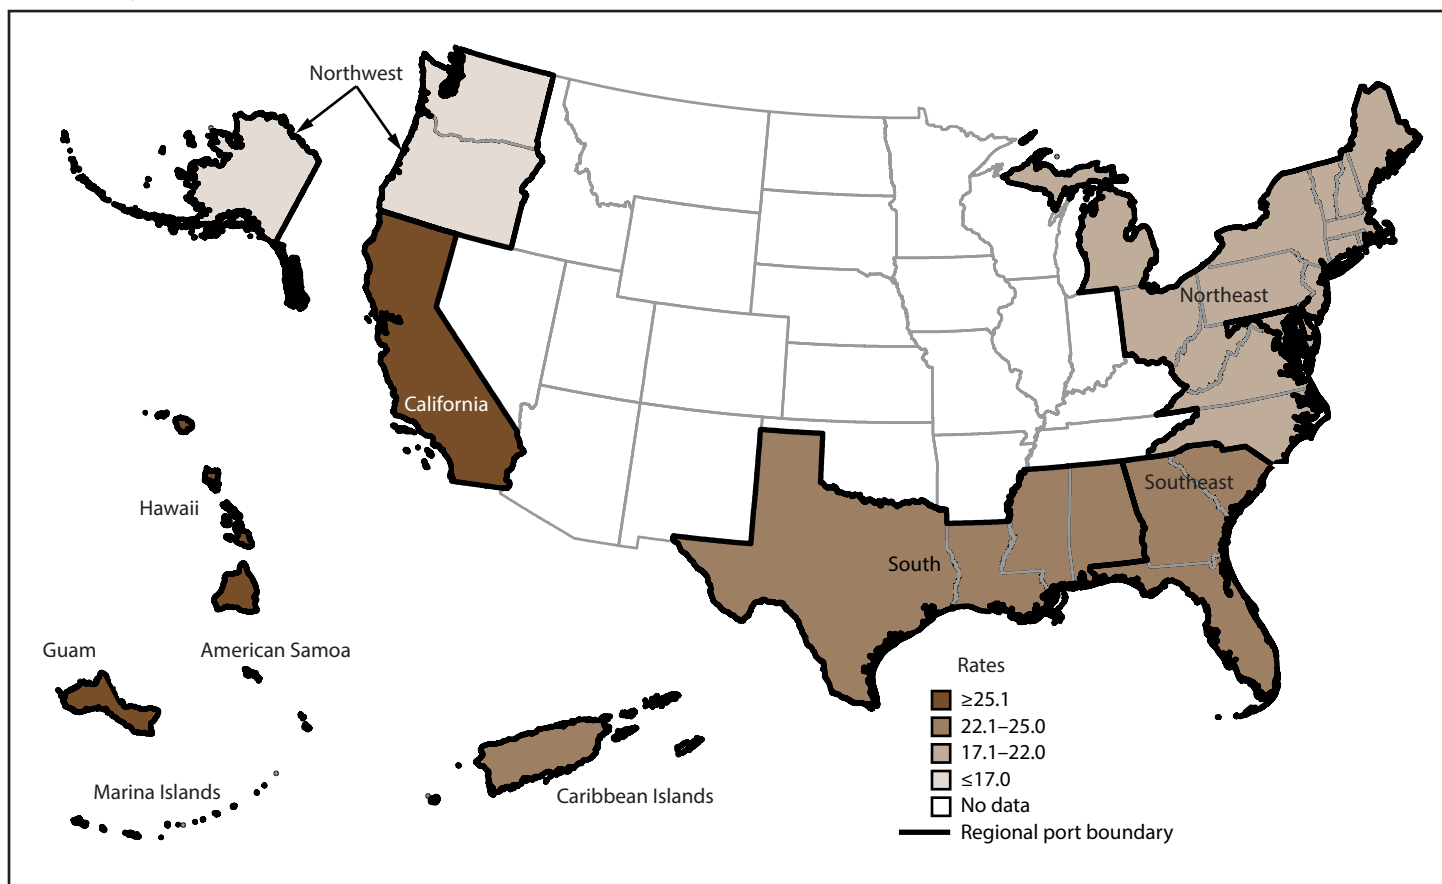 Northwest
Northeast
California
Southeast
Hawaii
South
Guam
American Samoa
Marina Islands
Caribbean Islands
Rates
≥25.1
22.1–25.0
17.1–22.0
≤17.0
No data
Regional port boundary